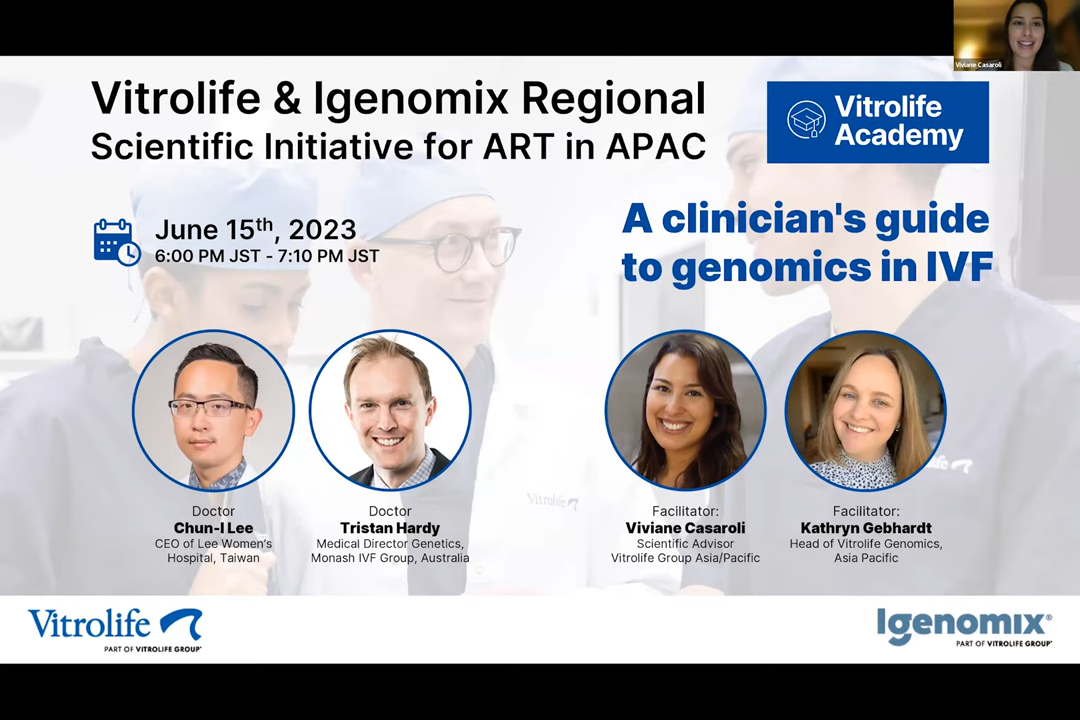 Viviane Casaroli
Vitrolife & Igenomix Regional
Scientific Initiative for ART in APAC
Vitrolife
Academy
June 15th, 2023
6:00 PM JST - 7:10 PM JST
A clinician's guide
to genomics in IVF
Doctor
Chun-I Lee
CEO of Lee Women's
Hospital, Taiwan
Doctor
Tristan Hardy
Medical Director Genetics,
Monash IVF Group, Australia
Facilitator:
Viviane Casaroli
Scientific Advisor
Vitrolife Group Asia/Pacific
Facilitator:
Kathryn Gebhardt
Head of Vitrolife Genomics,
Asia Pacific
Vitrolife
Vitrolife
PART OF VITROLIFE GROUP™
Igenomix®
PART OF VITROLIFE GROUP™